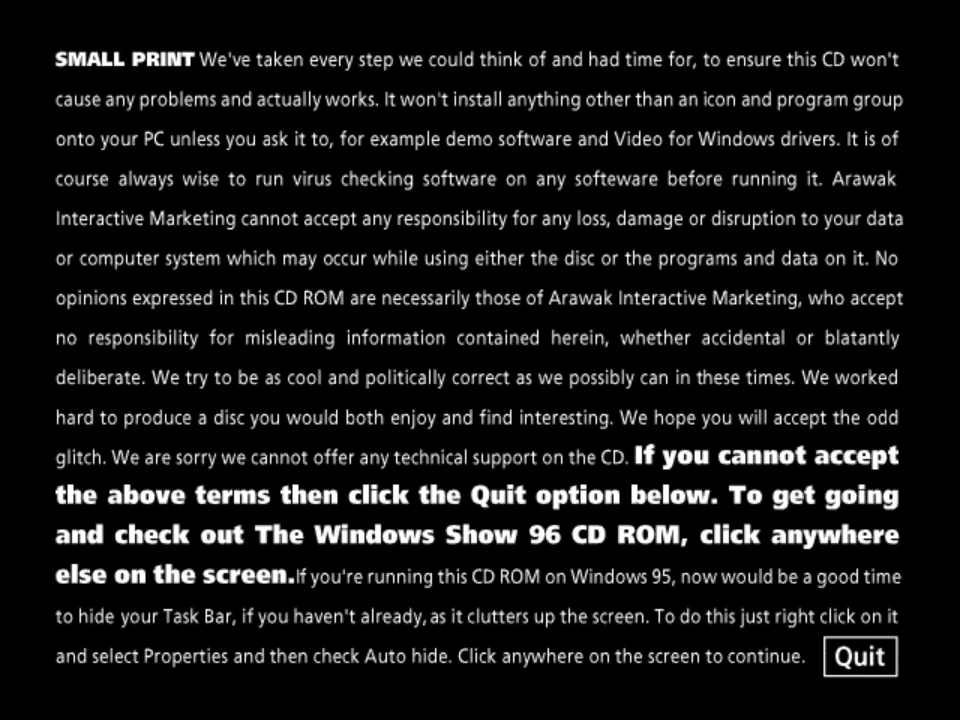 SMALL PRINT We've taken every step we could think of and had time for, to ensure this CD won't
cause any problems and actually works. It won't install anything other than an icon and program group
onto your PC unless you ask it to, for example demo software and Video for Windows drivers. It is of
course always wise to run virus checking software on any softeware before running it. Arawak
Interactive Marketing cannot accept any responsibility for any loss, damage or disruption to your data
or computer system which may occur while using either the disc or the programs and data on it. No
opinions expressed in this CD ROM are necessarily those of Arawak Interactive Marketing, who accept
no responsibility for misleading information contained herein, whether accidental or blatantly
deliberate. We try to be as cool and politically correct as we possibly can in these times. We worked
hard to produce a disc you would both enjoy and find interesting. We hope you will accept the odd
glitch. We are sorry we cannot offer any technical support on the CD. If you cannot accept
the above terms then click the Quit option below. To get going
and check out The Windows Show 96 CD ROM, click anywhere
else on the screen.If you're running this CD ROM on Windows 95, now would be a good time
to hide your Task Bar, if you haven't already, as it clutters up the screen. To do this just right click on it
and select Properties and then check Auto hide. Click anywhere on the screen to continue. Quit